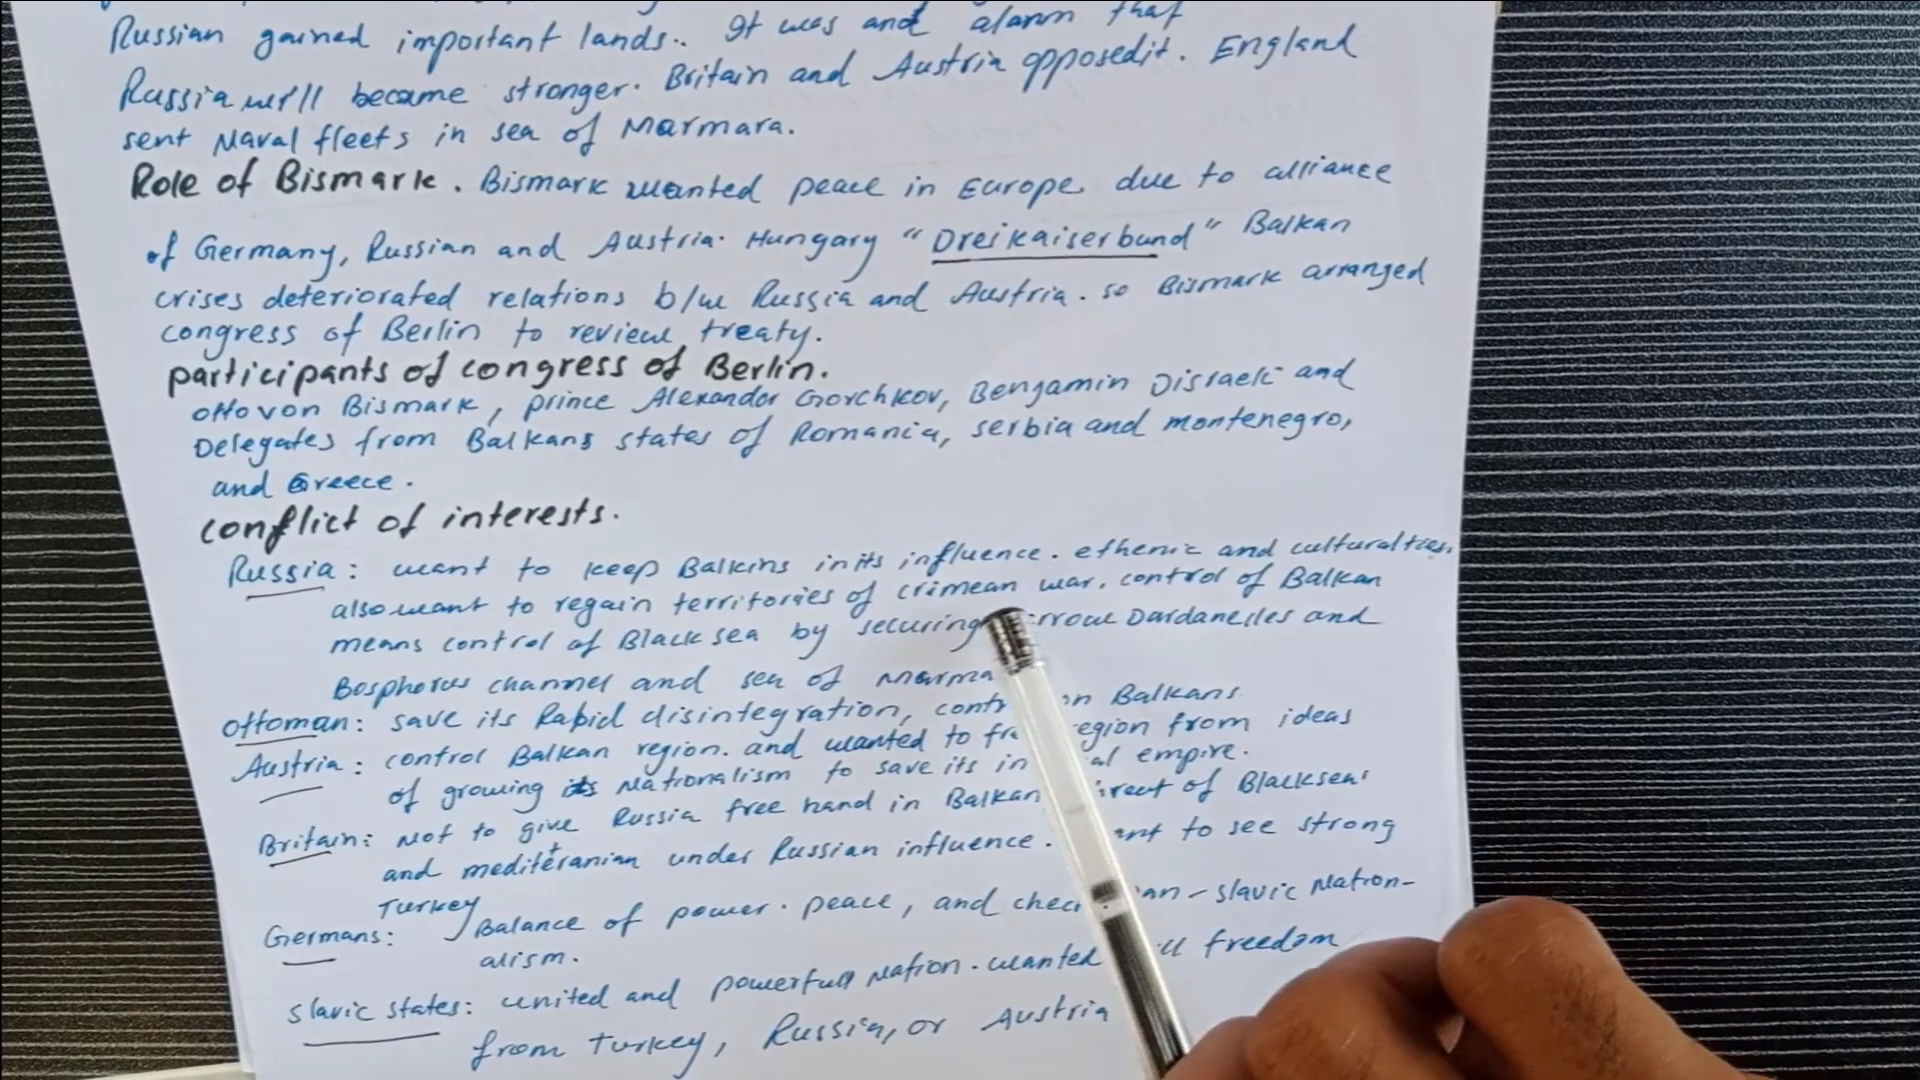 Russian gained important lands.. It was and alarm that
Russia will became stronger. Britain and Austria opposedit. England
sent Naval fleets in sea of Marmara.
Role of Bismark. Bismark wanted peace in Europe due to alliance
of Germany, Russian and Austria-Hungary "Dreikaiserbund" Balkan
crises deteriorated relations b/w Russia and Austria. so Bismark arranged
congress of Berlin to review treaty.
participants of congress of Berlin.
otto von Bismark, prince Alexandor Gorchkov, Bengamin Disraeli and
Delegates from Balkans states of Romania, serbia and montenegro,
and Greece.
conflict of interests.
Russia: want to keep Balkins in its influence. ethenic and cultural ties.
also want to regain territories of crimean war. control of Balkan
means control of Black sea by securing Dardanelles and
Bosphorus channel and sea of
ottoman: save its Rapid disintegration, Balkans.
Austria: control Balkan region. and wanted to from ideas
of growing its Nationalism to save its empire.
Britain: Not to give Russia free hand in Balkan of Blacksea
and mediteranian under Russian influence. to see strong
Turkey
Germans: Balance of power. peace, and slavic Nation-
alism.
slavic states: united and powerfull Nation. wanted freedom
from Turkey, Russia, or Austria